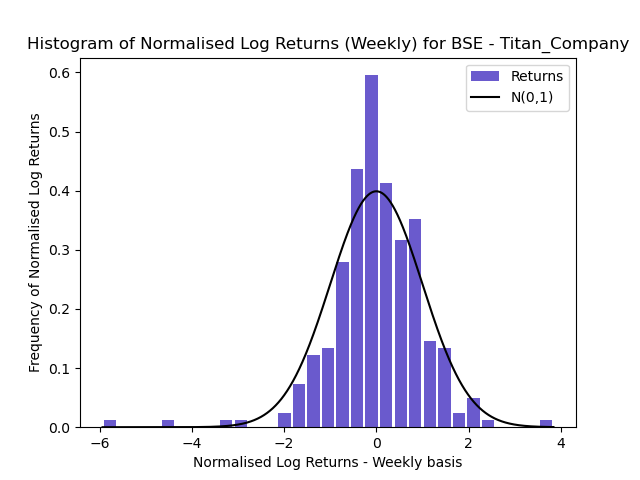 Histogram of Normalised Log Returns (Weekly) for BSE - Titan_Company
Returns
N(0,1)
Frequency of Normalised Log Returns
0.6
0.5
0.4
0.3
0.2
0.1
0.0
−6 −4 −2 0 2 4
Normalised Log Returns - Weekly basis